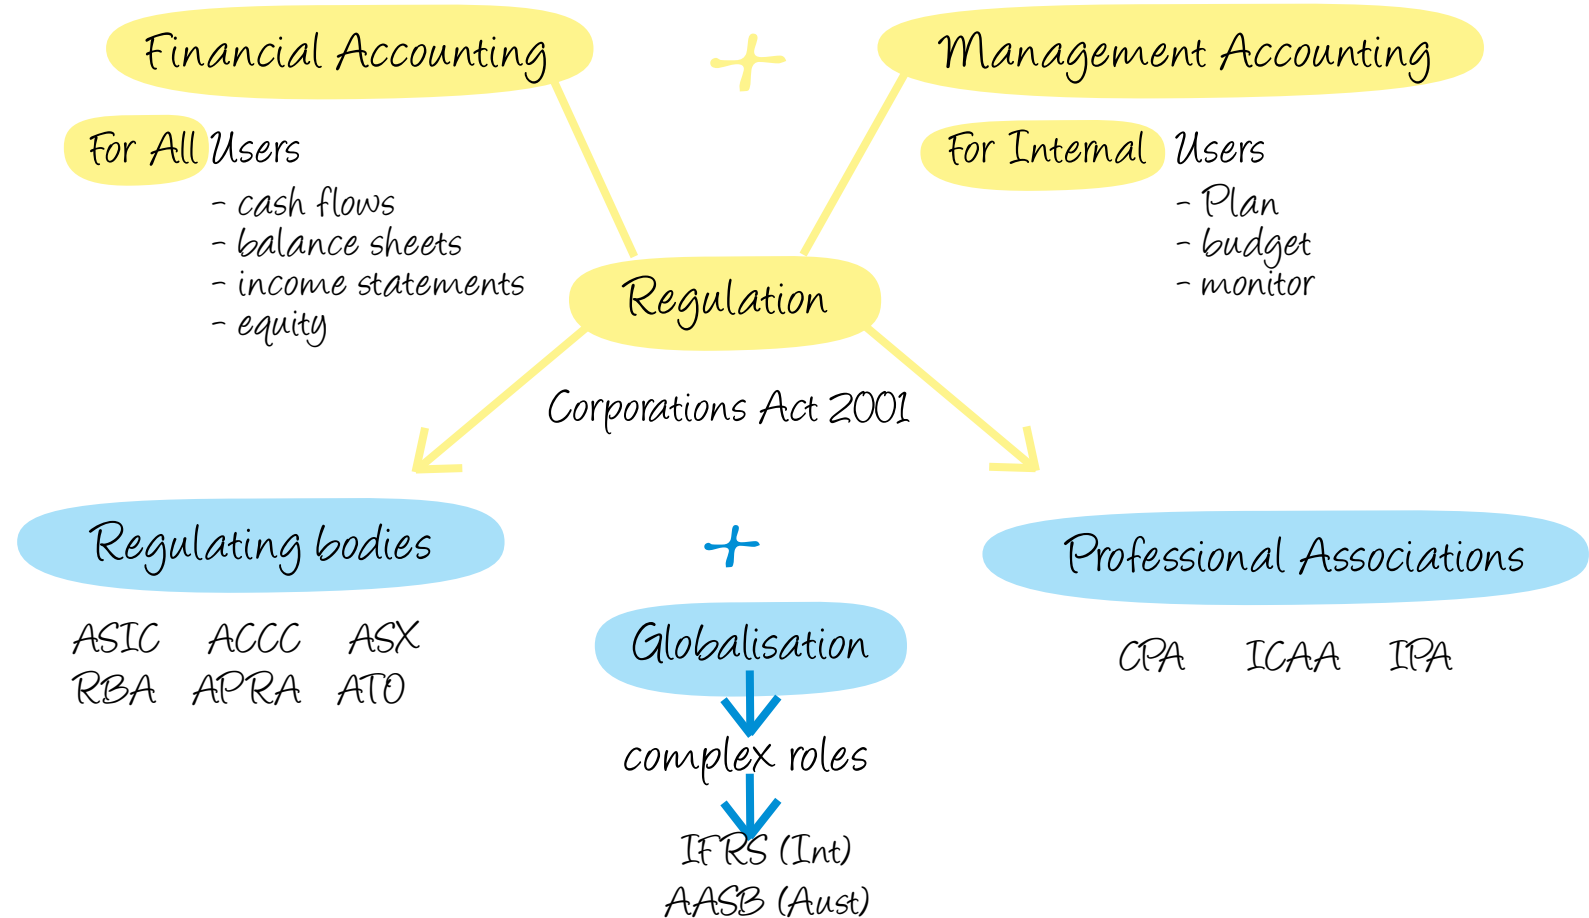 Financial Accounting
+
Management Accounting
For All Users
- cash flows
- balance sheets
- income statements
- equity
For Internal Users
- Plan
- budget
- monitor
Regulation
Corporations Act 2001
Regulating bodies
ASIC ACCC ASX
RBA APRA ATO
+
Professional Associations
CPA ICAA IPA
Globalisation
complex roles
IFRS (Int)
AASB (Aust)